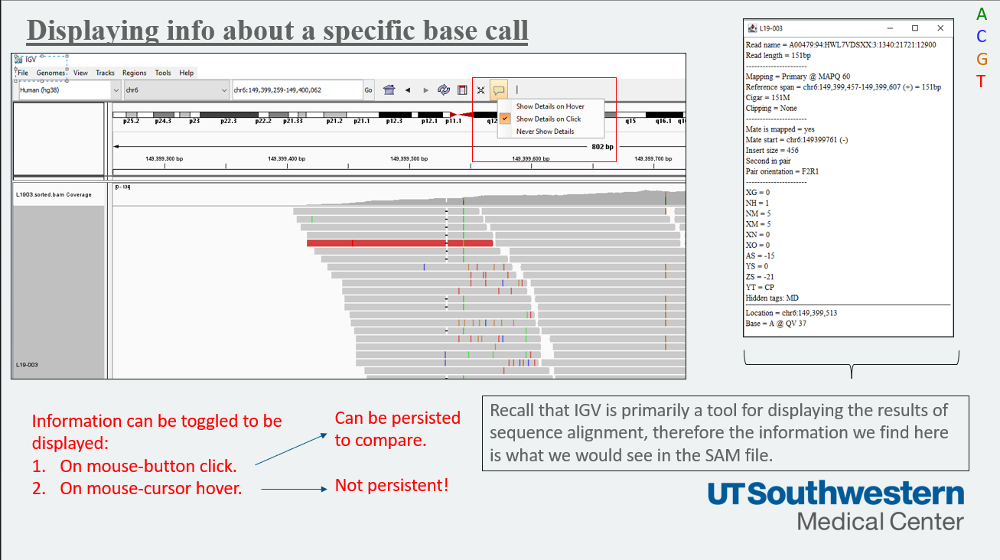 Displaying info about a specific base call
A
C
G
T
IGV
File Genomes View Tracks Regions Tools Help
Human (hg38) chr6 chr6:149,399,259-149,400,062 Go
Show Details on Hover
Show Details on Click
Never Show Details
p25.2 p24.3 p23 p22.3 p22.2 p21.33 p21.2 p21.1 p12.3 p12.1 p11.1 q12 q15 q16.1
802 bp
149,399,300 bp 149,399,400 bp 149,399,500 bp 149,399,600 bp 149,399,700 bp
L1903.sorted.bam Coverage
L19-003
L19-003
Read name = A00479:94:HWL7VDSXX:3:1340:21721:12900
Read length = 151bp
----------------------
Mapping = Primary @ MAPQ 60
Reference span = chr6:149,399,457-149,399,607 (+) = 151bp
Cigar = 151M
Clipping = None
----------------------
Mate is mapped = yes
Mate start = chr6:149399761 (-)
Insert size = 456
Second in pair
Pair orientation = F2R1
----------------------
XG = 0
NH = 1
NM = 5
XM = 5
XN = 0
XO = 0
AS = -15
YS = 0
ZS = -21
YT = CP
Hidden tags: MD
Location = chr6:149,399,513
Base = A @ QV 37
Information can be toggled to be
displayed:
1. On mouse-button click.
2. On mouse-cursor hover.
Can be persisted
to compare.
Not persistent!
Recall that IGV is primarily a tool for displaying the results of
sequence alignment, therefore the information we find here
is what we would see in the SAM file.
UTSouthwestern
Medical Center